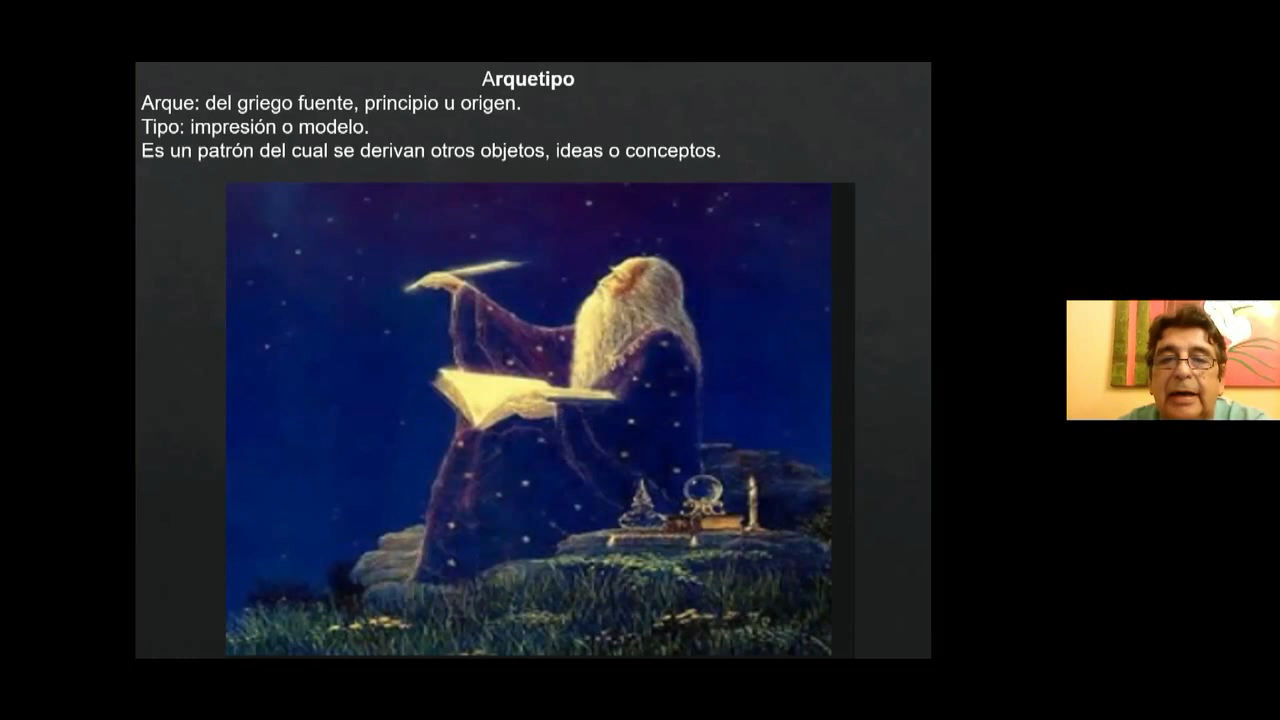 Arquetipo
Arque: del griego fuente, principio u origen.
Tipo: impresión o modelo.
Es un patrón del cual se derivan otros objetos, ideas o conceptos.